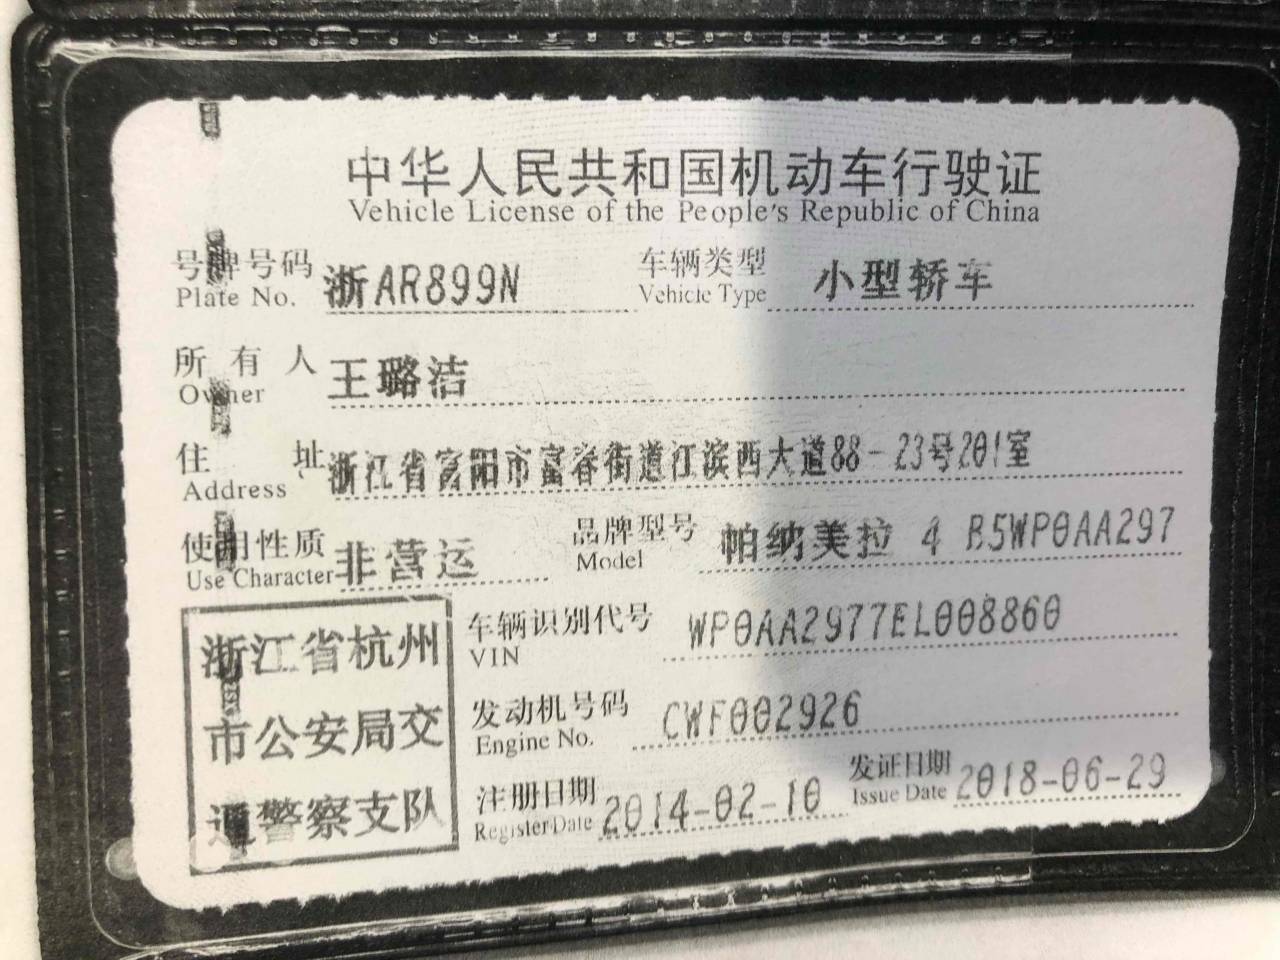 中华人民共和国机动车行驶证
Vehicle License of the People's Republic of China
号牌号码 浙AR899N 车辆类型 小型轿车
Plate No. Vehicle Type
所有人 王璐洁
Owner
住址 浙江省富阳市富春街道江滨西大道88-23号201室
Address
使用性质 非营运 品牌型号 帕纳美拉 4 B5WP0AA297
Use Character Model
浙江省杭州
市公安局交
通警察支队
车辆识别代号 WP0AA2977EL008860
VIN
发动机号码 CWF002926
Engine No.
注册日期 2014-02-10 发证日期 2018-06-29
Register Date Issue Date